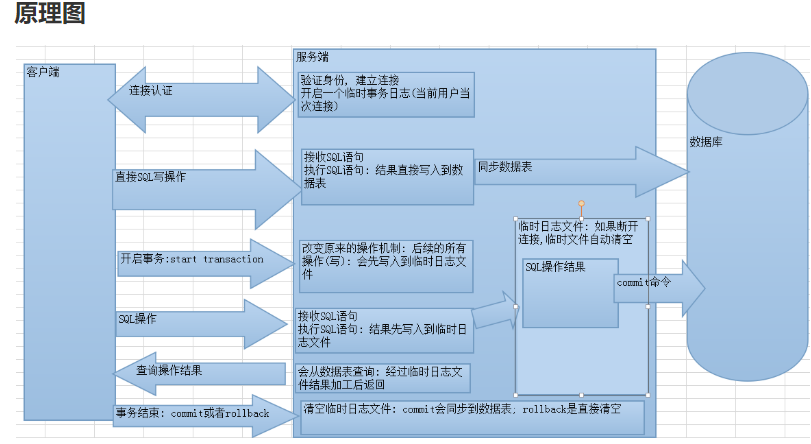 原理图
客户端
服务端
连接认证
验证身份, 建立连接
开启一个临时事务日志(当前用户当
次连接)
数据库
直接SQL写操作
接收SQL语句
执行SQL语句: 结果直接写入到数
据表
同步数据表
临时日志文件: 如果断开
连接,临时文件自动清空
开启事务:start transaction
改变原来的操作机制: 后续的所有
操作(写): 会先写入到临时日志文
件
SQL操作结果
commit命令
SQL操作
接收SQL语句
执行SQL语句: 结果先写入到临时日
志文件
查询操作结果
会从数据表查询: 经过临时日志文
件结果加工后返回
事务结束: commit或者rollback
清空临时日志文件: commit会同步到数据表; rollback是直接清空